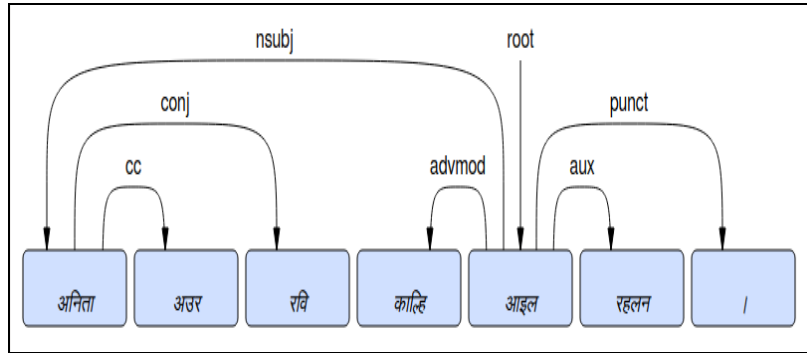 nsubj root
conj punct
cc advmod aux
अनिता अउर रवि काल्हि आइल रहलन ।